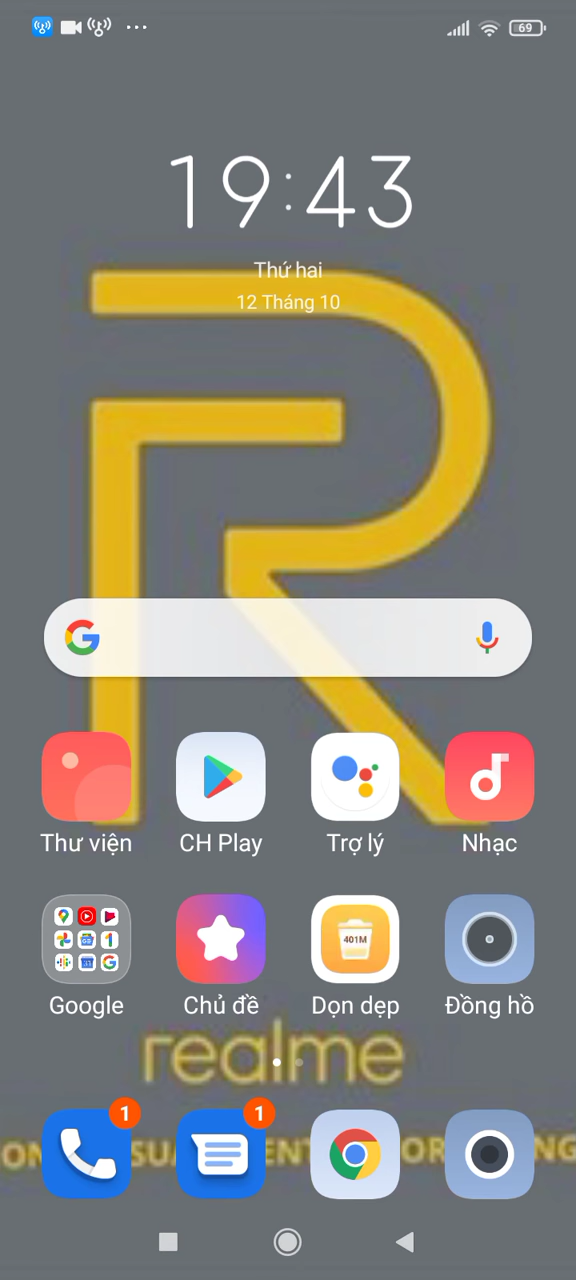 69
19:43
Thứ hai
12 Tháng 10
Thư viện
CH Play
Trợ lý
Nhạc
401M
Google
Chủ đề
Dọn dẹp
Đồng hồ
realme
1
1